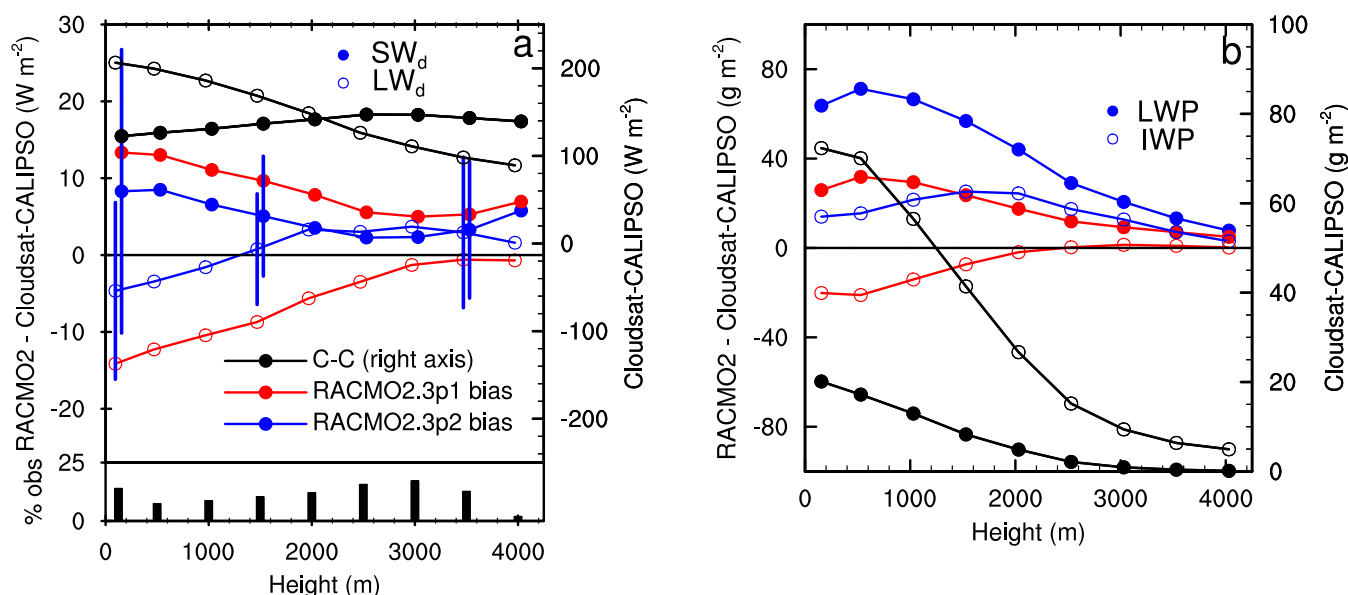 a
SWd
LWd
C-C (right axis)
RACMO2.3p1 bias
RACMO2.3p2 bias
30
20
10
0
-10
-20
25
0
200
100
0
-100
-200
0
1000
2000
3000
4000
Height (m)
% obs
RACMO2 - Cloudsat-CALIPSO (W m-2)
Cloudsat-CALIPSO (W m-2)
b
LWP
IWP
80
40
0
-40
-80
100
80
60
40
20
0
0
1000
2000
3000
4000
Height (m)
RACMO2 - Cloudsat-CALIPSO (g m-2)
Cloudsat-CALIPSO (g m-2)